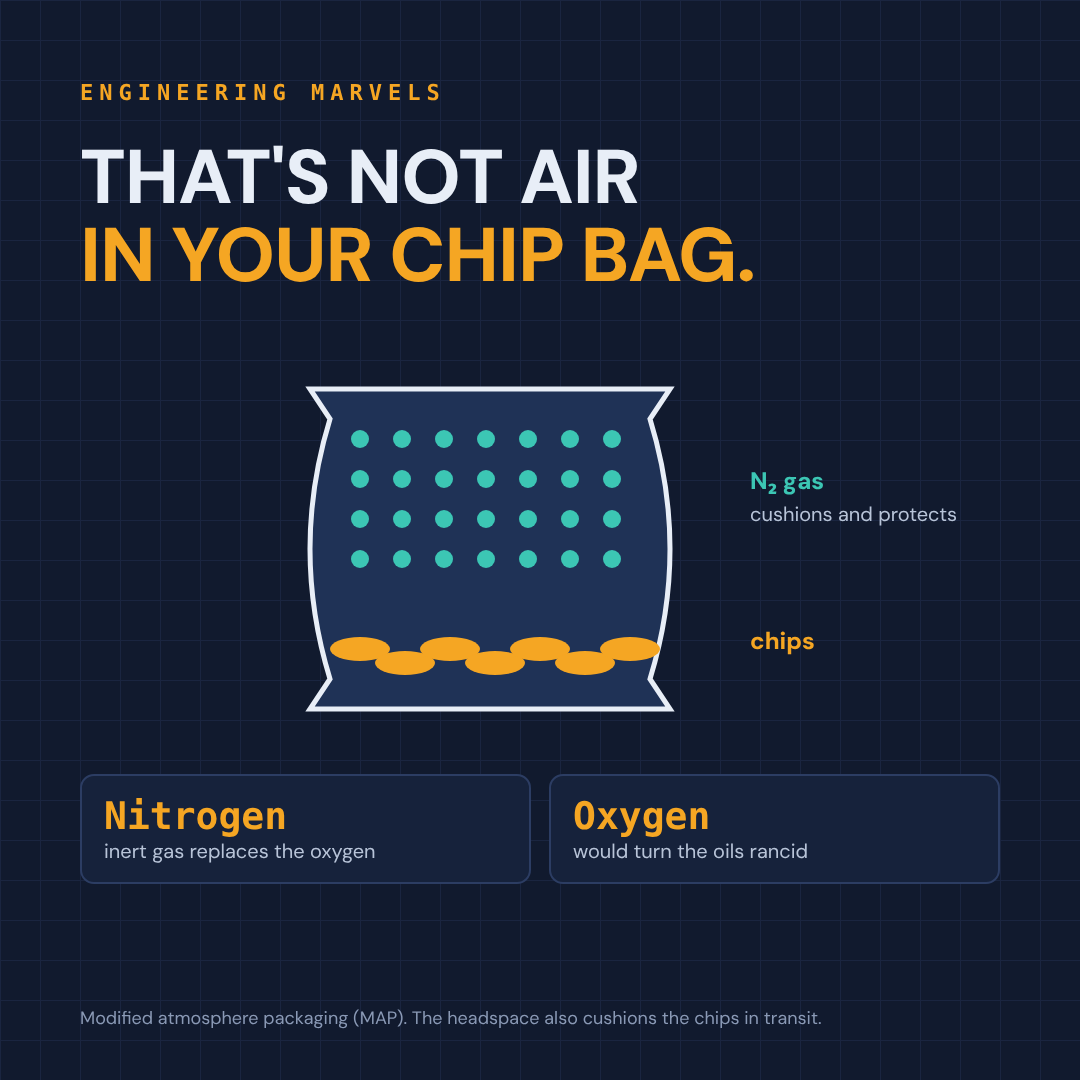 ENGINEERING MARVELS
THAT'S NOT AIR
IN YOUR CHIP BAG.
N₂ gas
cushions and protects
chips
Nitrogen
inert gas replaces the oxygen
Oxygen
would turn the oils rancid
Modified atmosphere packaging (MAP). The headspace also cushions the chips in transit.